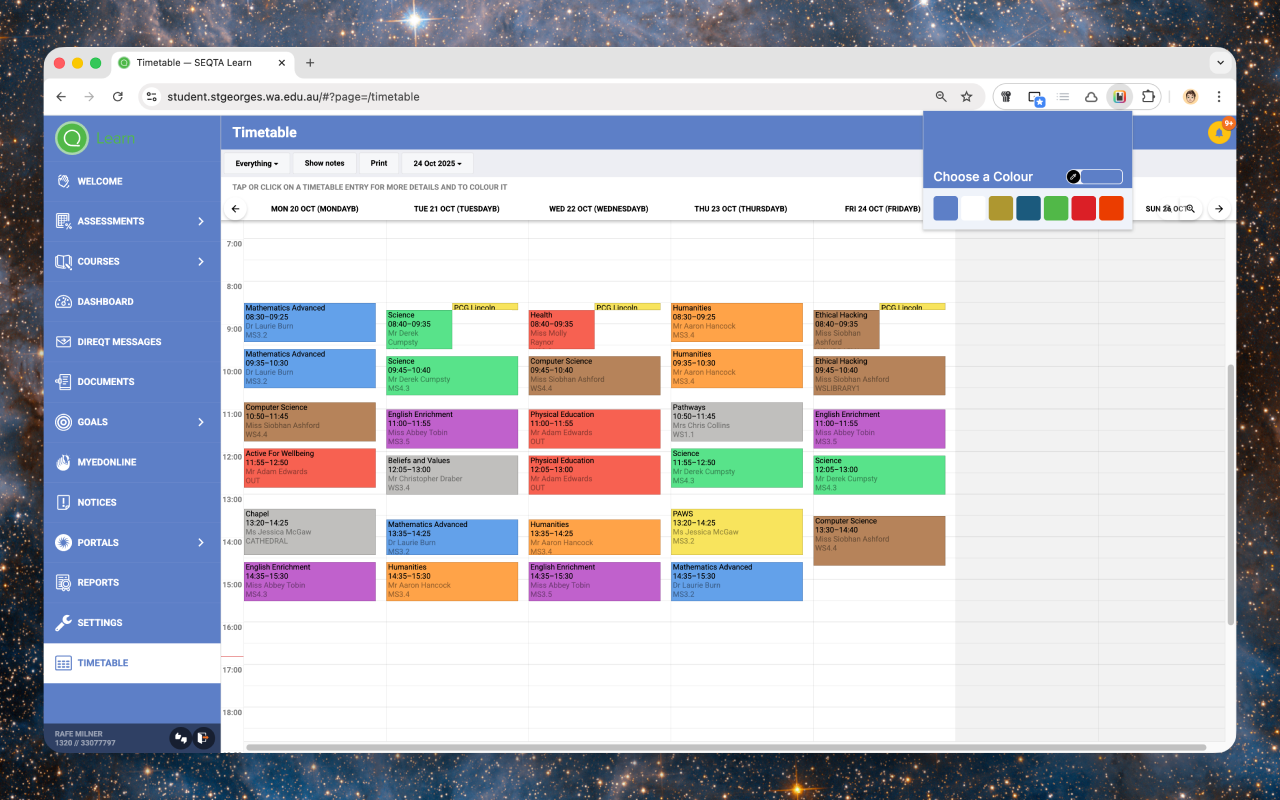 Timetable — SEQTA Learn
student.stgeorges.wa.edu.au/#?page=/timetable
Learn
Timetable
9+
Choose a Colour
WELCOME
ASSESSMENTS
COURSES
DASHBOARD
DIREQT MESSAGES
DOCUMENTS
GOALS
MYEDONLINE
NOTICES
PORTALS
REPORTS
SETTINGS
TIMETABLE
RAFE MILNER
1320 // 33077797
Everything
Show notes
Print
24 Oct 2025
TAP OR CLICK ON A TIMETABLE ENTRY FOR MORE DETAILS AND TO COLOUR IT
MON 20 OCT (MONDAYB)
TUE 21 OCT (TUESDAYB)
WED 22 OCT (WEDNESDAYB)
THU 23 OCT (THURSDAYB)
FRI 24 OCT (FRIDAYB)
SUN 26 OCT
7:00
8:00
9:00
10:00
11:00
12:00
13:00
14:00
15:00
16:00
17:00
18:00
Mathematics Advanced
08:30–09:25
Dr Laurie Burn
MS3.2
Mathematics Advanced
09:35–10:30
Dr Laurie Burn
MS3.2
Computer Science
10:50–11:45
Miss Siobhan Ashford
WS4.4
Active For Wellbeing
11:55–12:50
Mr Adam Edwards
OUT
Chapel
13:20–14:25
Ms Jessica McGaw
CATHEDRAL
English Enrichment
14:35–15:30
Miss Abbey Tobin
MS4.3
PCG Lincoln
Science
08:40–09:35
Mr Derek
Cumpsty
Science
09:45–10:40
Mr Derek Cumpsty
MS4.3
English Enrichment
11:00–11:55
Miss Abbey Tobin
MS3.5
Beliefs and Values
12:05–13:00
Mr Christopher Draber
WS3.4
Mathematics Advanced
13:35–14:25
Dr Laurie Burn
MS3.2
Humanities
14:35–15:30
Mr Aaron Hancock
MS3.4
PCG Lincoln
Health
08:40–09:35
Miss Molly
Raynor
Computer Science
09:45–10:40
Miss Siobhan Ashford
WS4.4
Physical Education
11:00–11:55
Mr Adam Edwards
OUT
Physical Education
12:05–13:00
Mr Adam Edwards
OUT
Humanities
13:35–14:25
Mr Aaron Hancock
MS3.4
English Enrichment
14:35–15:30
Miss Abbey Tobin
MS3.5
Humanities
08:30–09:25
Mr Aaron Hancock
MS3.4
Humanities
09:35–10:30
Mr Aaron Hancock
MS3.4
Pathways
10:50–11:45
Mrs Chris Collins
WS1.1
Science
11:55–12:50
Mr Derek Cumpsty
MS4.3
PAWS
13:20–14:25
Ms Jessica McGaw
MS3.2
Mathematics Advanced
14:35–15:30
Dr Laurie Burn
MS3.2
PCG Lincoln
Ethical Hacking
08:40–09:35
Miss Siobhan
Ashford
Ethical Hacking
09:45–10:40
Miss Siobhan Ashford
WSLIBRARY1
English Enrichment
11:00–11:55
Miss Abbey Tobin
MS3.5
Science
12:05–13:00
Mr Derek Cumpsty
MS4.3
Computer Science
13:30–14:40
Miss Siobhan Ashford
WS4.4